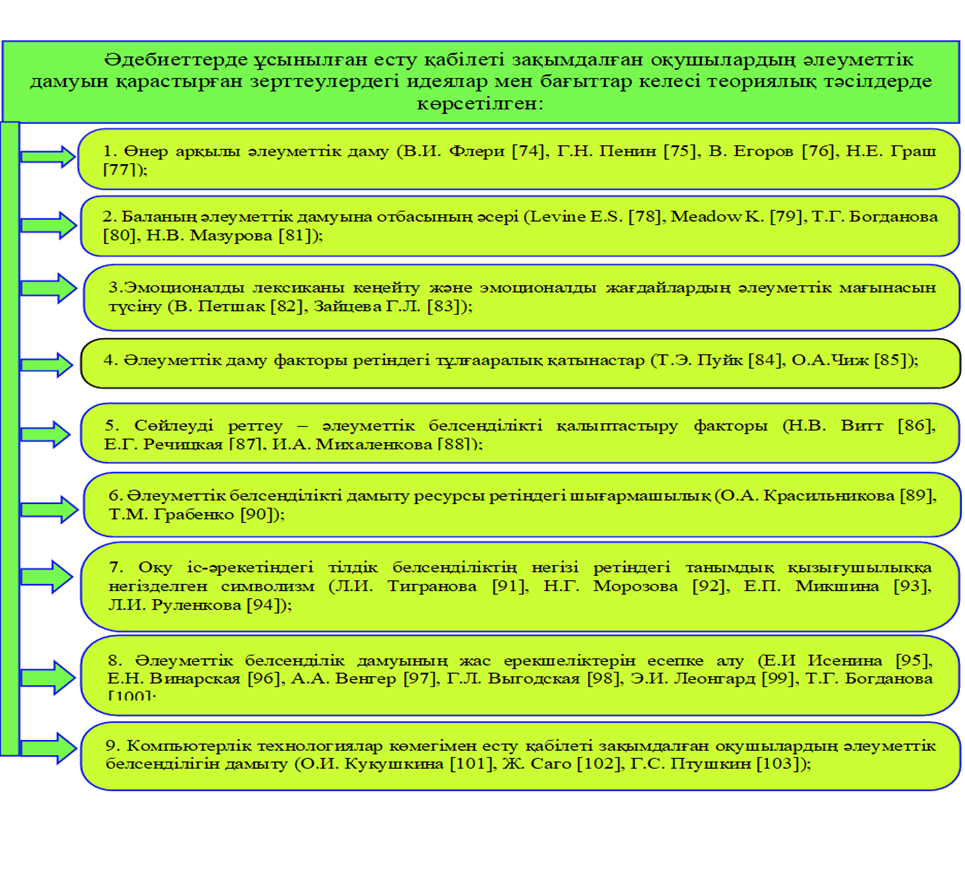 Әдебиеттерде ұсынылған есту қабілеті зақымдалған оқушылардың әлеуметтік
дамуын қарастырған зерттеулердегі идеялар мен бағыттар келесі теориялық тәсілдерде
көрсетілген:
1. Өнер арқылы әлеуметтік даму (В.И. Флери [74], Г.Н. Пенин [75], В. Егоров [76], Н.Е. Граш
[77]);
2. Баланың әлеуметтік дамуына отбасының әсері (Levine E.S. [78], Meadow K. [79], Т.Г. Богданова
[80], Н.В. Мазурова [81]);
3.Эмоционалды лексиканы кеңейту және эмоционалды жағдайлардың әлеуметтік мағынасын
түсіну (В. Петшак [82], Зайцева Г.Л. [83]);
4. Әлеуметтік даму факторы ретіндегі тұлғааралық қатынастар (Т.Э. Пуйк [84], О.А.Чиж [85]);
5. Сөйлеуді реттеу – әлеуметтік белсенділікті қалыптастыру факторы (Н.В. Витт [86],
Е.Г. Речицкая [87], И.А. Михаленкова [88]);
6. Әлеуметтік белсенділікті дамыту ресурсы ретіндегі шығармашылық (О.А. Красильникова [89],
Т.М. Грабенко [90]);
7. Оқу іс-әрекетіндегі тілдік белсенділіктің негізі ретіндегі танымдық қызығушылыққа
негізделген символизм (Л.И. Тигранова [91], Н.Г. Морозова [92], Е.П. Микшина [93],
Л.И. Руленкова [94]);
8. Әлеуметтік белсенділік дамуының жас ерекшеліктерін есепке алу (Е.И Исенина [95],
Е.Н. Винарская [96], А.А. Венгер [97], Г.Л. Выгодская [98], Э.И. Леонгард [99], Т.Г. Богданова
[100];
9. Компьютерлік технологиялар көмегімен есту қабілеті зақымдалған оқушылардың әлеуметтік
белсенділігін дамыту (О.И. Кукушкина [101], Ж. Саго [102], Г.С. Птушкин [103]);